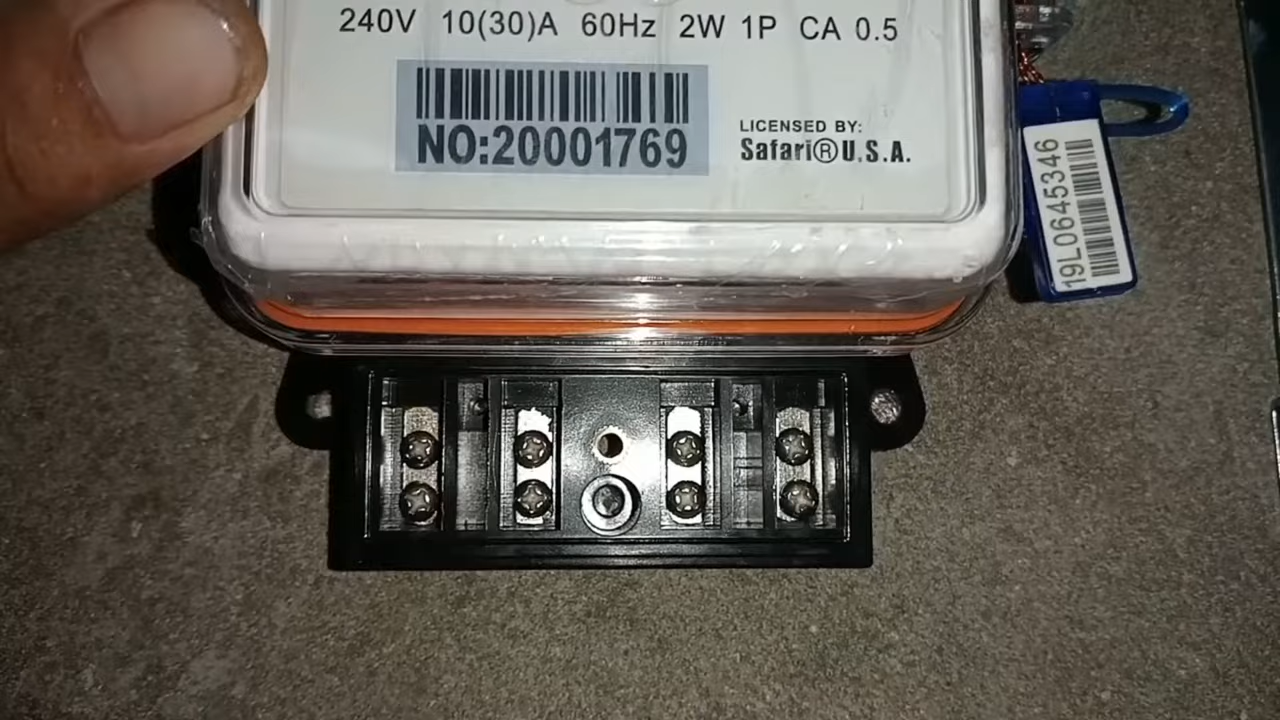 240V 10(30)A 60Hz 2W 1P CA 0.5
NO:20001769
LICENSED BY:
Safari®U.S.A.
19L0645346